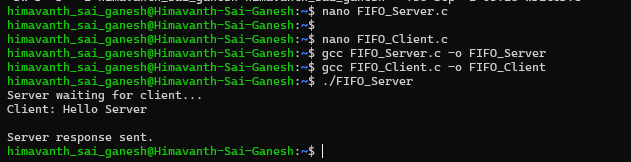 himavanth_sai_ganesh@Himavanth-Sai-Ganesh:~$ nano FIFO_Server.c
himavanth_sai_ganesh@Himavanth-Sai-Ganesh:~$ nano FIFO_Client.c
himavanth_sai_ganesh@Himavanth-Sai-Ganesh:~$ gcc FIFO_Server.c -o FIFO_Server
himavanth_sai_ganesh@Himavanth-Sai-Ganesh:~$ gcc FIFO_Client.c -o FIFO_Client
himavanth_sai_ganesh@Himavanth-Sai-Ganesh:~$ ./FIFO_Server
Server waiting for client...
Client: Hello Server
Server response sent.
himavanth_sai_ganesh@Himavanth-Sai-Ganesh:~$